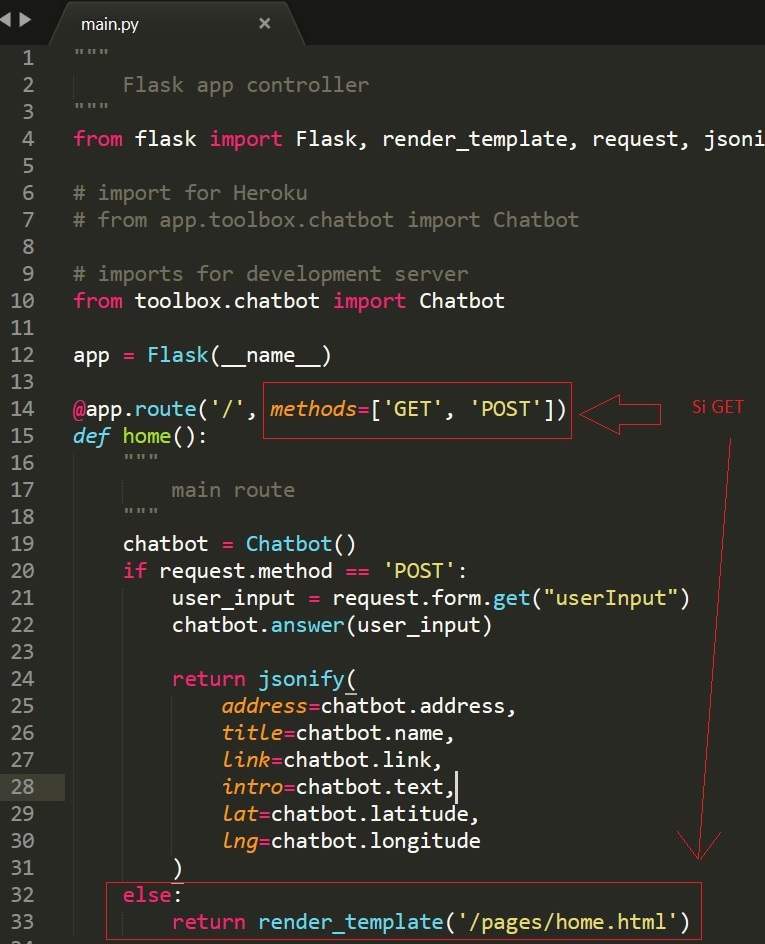 main.py
1 """
2 Flask app controller
3 """
4 from flask import Flask, render_template, request, jsoni
5
6 # import for Heroku
7 # from app.toolbox.chatbot import Chatbot
8
9 # imports for development server
10 from toolbox.chatbot import Chatbot
11
12 app = Flask(__name__)
13
14 @app.route('/', methods=['GET', 'POST']) Si GET
15 def home():
16 """
17 main route
18 """
19 chatbot = Chatbot()
20 if request.method == 'POST':
21 user_input = request.form.get("userInput")
22 chatbot.answer(user_input)
23
24 return jsonify(
25 address=chatbot.address,
26 title=chatbot.name,
27 link=chatbot.link,
28 intro=chatbot.text,
29 lat=chatbot.latitude,
30 lng=chatbot.longitude
31 )
32 else:
33 return render_template('/pages/home.html')